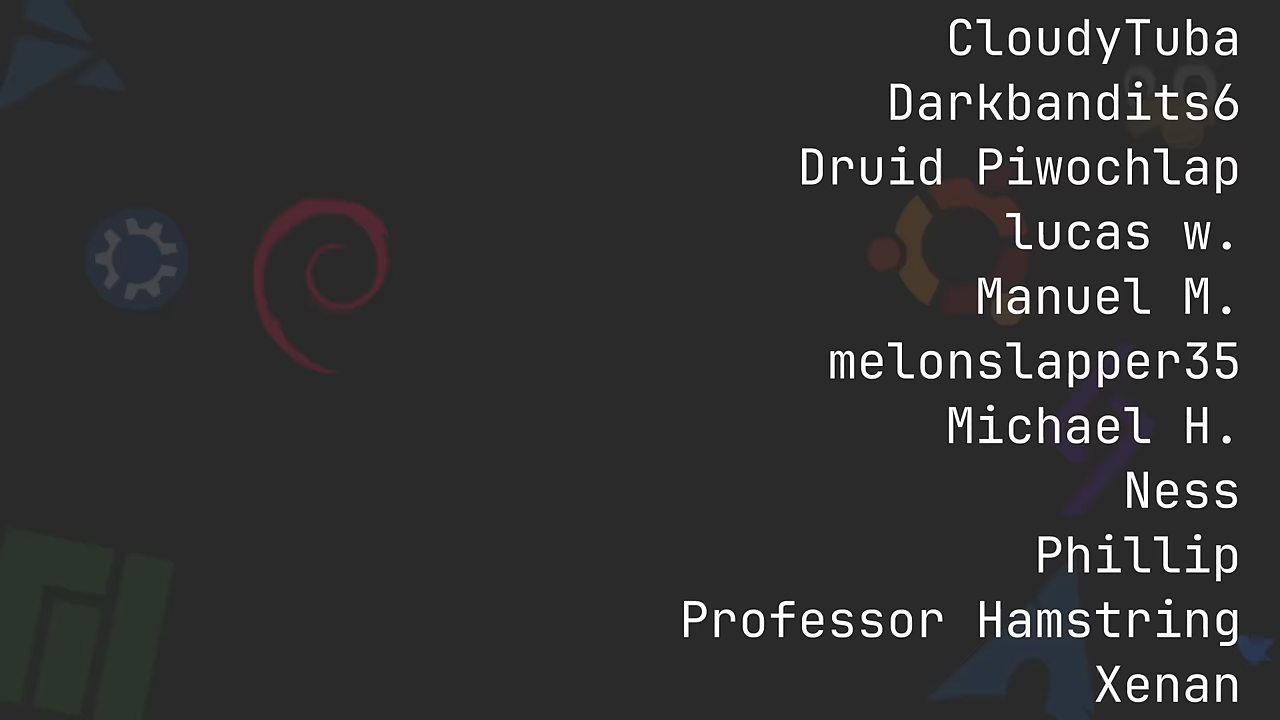 CloudyTuba
Darkbandits6
Druid Piwochlap
lucas w.
Manuel M.
melonslapper35
Michael H.
Ness
Phillip
Professor Hamstring
Xenan